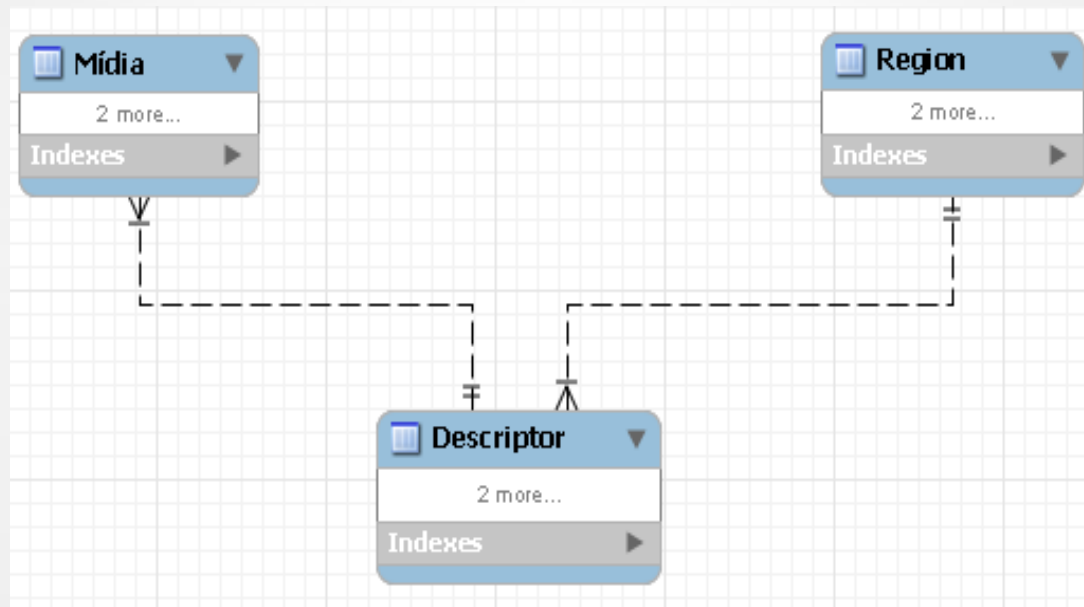 Mídia
2 more...
Indexes
Region
2 more...
Indexes
Descriptor
2 more...
Indexes